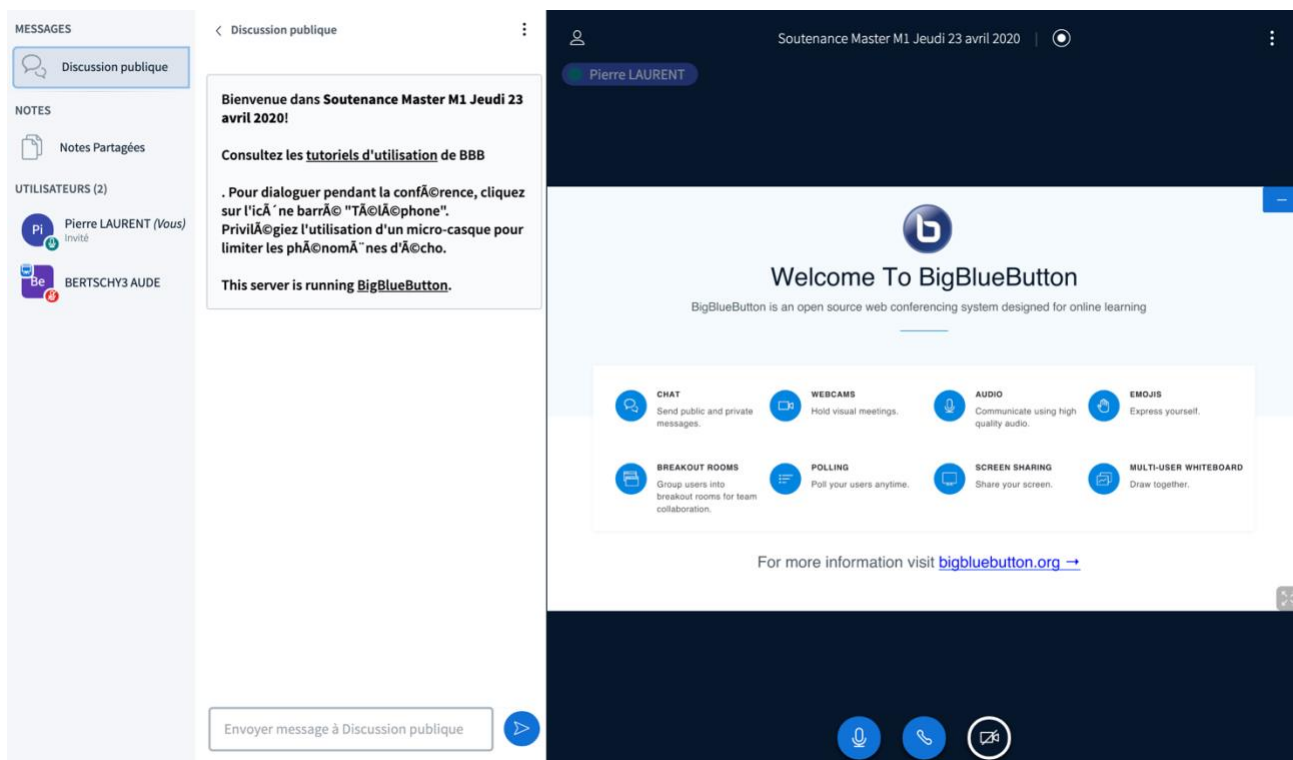 MESSAGES
Discussion publique
NOTES
Notes Partagées
UTILISATEURS (2)
Pi
Pierre LAURENT (Vous)
Invité
Be
BERTSCHY3 AUDE
Discussion publique
Bienvenue dans Soutenance Master M1 Jeudi 23
avril 2020!
Consultez les tutoriels d'utilisation de BBB
. Pour dialoguer pendant la confÃ©rence, cliquez
sur l'icÃ´ne barrÃ© "TÃ©lÃ©phone".
PrivilÃ©giez l'utilisation d'un micro-casque pour
limiter les phÃ©nomÃ¨nes d'Ã©cho.
This server is running BigBlueButton.
Envoyer message à Discussion publique
Soutenance Master M1 Jeudi 23 avril 2020
Pierre LAURENT
b
Welcome To BigBlueButton
BigBlueButton is an open source web conferencing system designed for online learning
CHAT
Send public and private
messages.
WEBCAMS
Hold visual meetings.
AUDIO
Communicate using high
quality audio.
EMOJIS
Express yourself.
BREAKOUT ROOMS
Group users into
breakout rooms for team
collaboration.
POLLING
Poll your users anytime.
SCREEN SHARING
Share your screen.
MULTI-USER WHITEBOARD
Draw together.
For more information visit bigbluebutton.org →